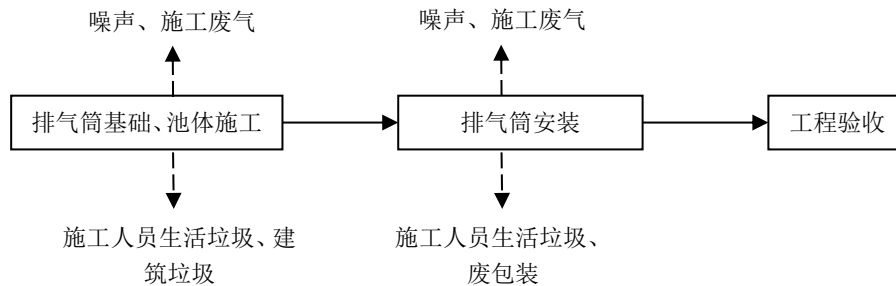 噪声、施工废气
噪声、施工废气
排气筒基础、池体施工
排气筒安装
工程验收
施工人员生活垃圾、建
筑垃圾
施工人员生活垃圾、
废包装